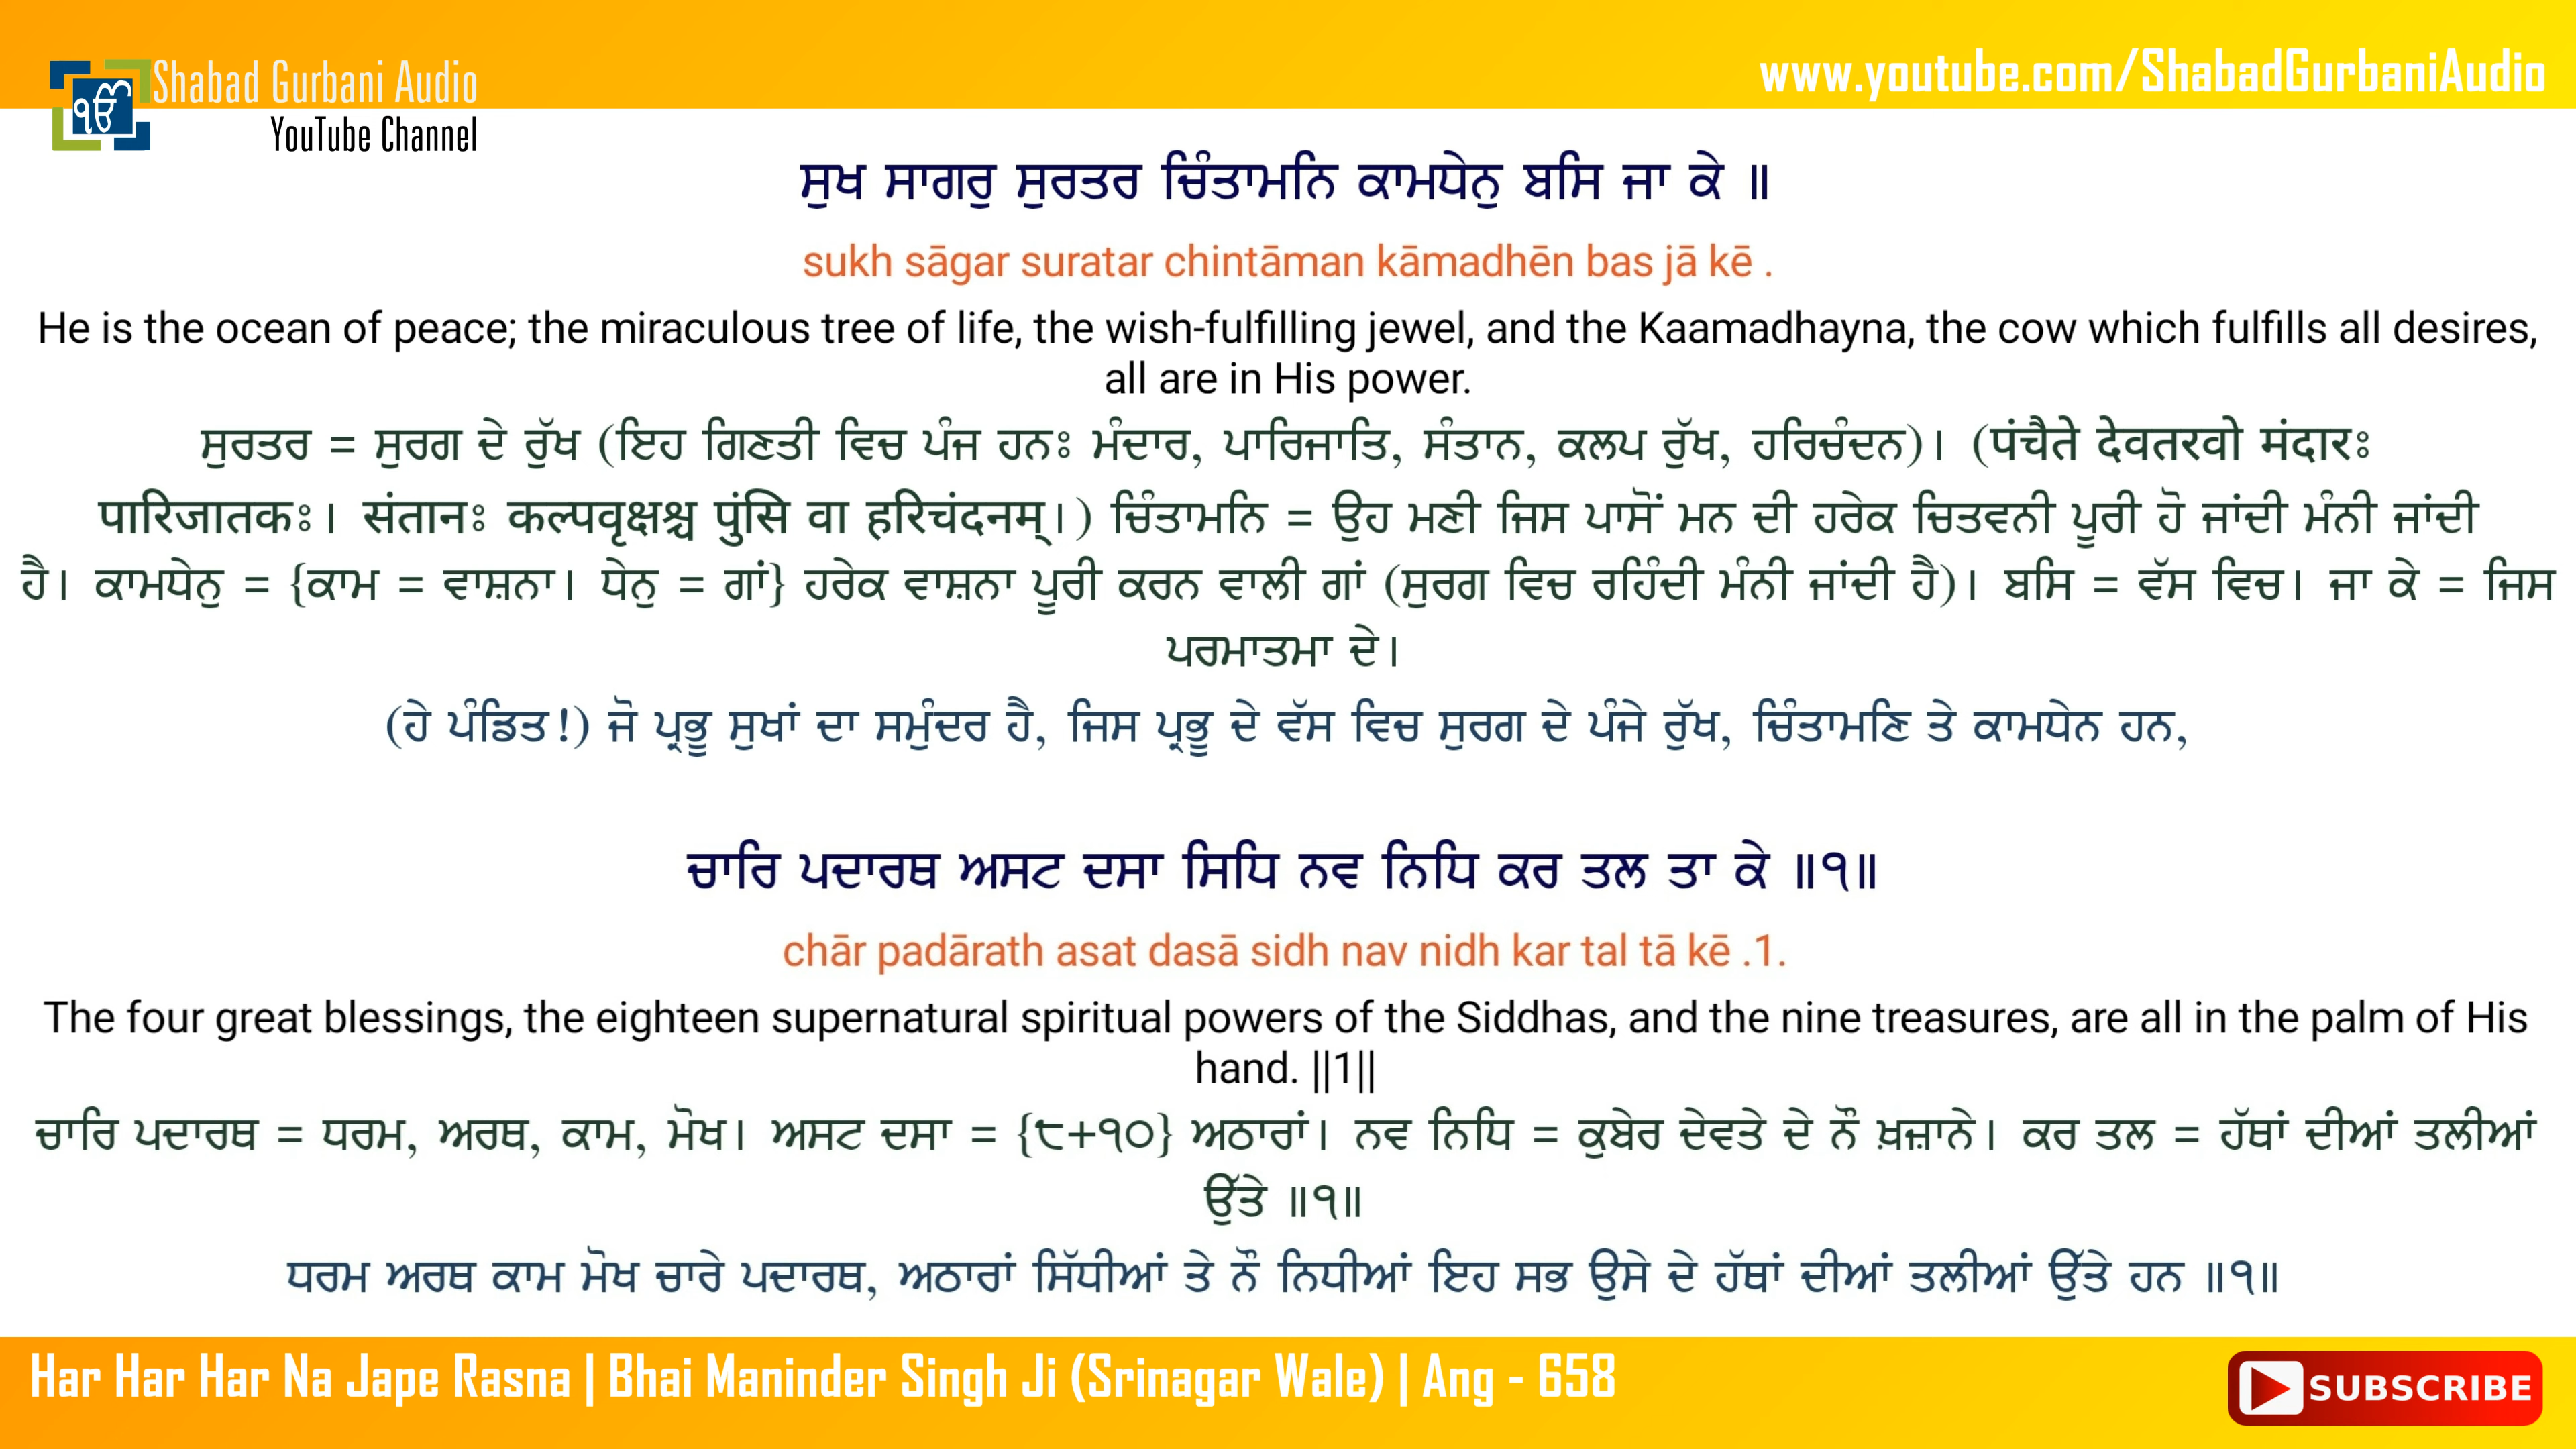 Shabad Gurbani Audio
YouTube Channel
www.youtube.com/ShabadGurbaniAudio
ੴ
ਸੁਖ ਸਾਗਰੁ ਸੁਰਤਰ ਚਿੰਤਾਮਨਿ ਕਾਮਧੇਨੁ ਬਸਿ ਜਾ ਕੇ ॥
sukh sāgar suratar chintāman kāmadhēn bas jā kē .
He is the ocean of peace; the miraculous tree of life, the wish-fulfilling jewel, and the Kaamadhayna, the cow which fulfills all desires,
all are in His power.
ਸੁਰਤਰ = ਸੁਰਗ ਦੇ ਰੁੱਖ (ਇਹ ਗਿਣਤੀ ਵਿਚ ਪੰਜ ਹਨਃ ਮੰਦਾਰ, ਪਾਰਿਜਾਤਿ, ਸੰਤਾਨ, ਕਲਪ ਰੁੱਖ, ਹਰਿਚੰਦਨ)। (ਧंਚੈते देवतरवो मंदारः
पारिजातकः। संतानः कल्पवृक्षश्च पुंसि वा हरिचंदनम्।) ਚਿੰਤਾਮਨਿ = ਉਹ ਮਣੀ ਜਿਸ ਪਾਸੋਂ ਮਨ ਦੀ ਹਰੇਕ ਚਿਤਵਨੀ ਪੂਰੀ ਹੋ ਜਾਂਦੀ ਮੰਨੀ ਜਾਂਦੀ
ਹੈ। ਕਾਮਧੇਨੁ = {ਕਾਮ = ਵਾਸ਼ਨਾ। ਧੇਨੁ = ਗਾਂ} ਹਰੇਕ ਵਾਸ਼ਨਾ ਪੂਰੀ ਕਰਨ ਵਾਲੀ ਗਾਂ (ਸੁਰਗ ਵਿਚ ਰਹਿੰਦੀ ਮੰਨੀ ਜਾਂਦੀ ਹੈ)। ਬਸਿ = ਵੱਸ ਵਿਚ। ਜਾ ਕੇ = ਜਿਸ
ਪਰਮਾਤਮਾ ਦੇ।
(ਹੇ ਪੰਡਿਤ!) ਜੋ ਪ੍ਰਭੂ ਸੁਖਾਂ ਦਾ ਸਮੁੰਦਰ ਹੈ, ਜਿਸ ਪ੍ਰਭੂ ਦੇ ਵੱਸ ਵਿਚ ਸੁਰਗ ਦੇ ਪੰਜੇ ਰੁੱਖ, ਚਿੰਤਾਮਣਿ ਤੇ ਕਾਮਧੇਨ ਹਨ,
ਚਾਰਿ ਪਦਾਰਥ ਅਸਟ ਦਸਾ ਸਿਧਿ ਨਵ ਨਿਧਿ ਕਰ ਤਲ ਤਾ ਕੇ ॥੧॥
chār padārath asat dasā sidh nav nidh kar tal tā kē .1.
The four great blessings, the eighteen supernatural spiritual powers of the Siddhas, and the nine treasures, are all in the palm of His
hand. ||1||
ਚਾਰਿ ਪਦਾਰਥ = ਧਰਮ, ਅਰਥ, ਕਾਮ, ਮੋਖ। ਅਸਟ ਦਸਾ = {੮+੧੦} ਅਠਾਰਾਂ। ਨਵ ਨਿਧਿ = ਕੁਬੇਰ ਦੇਵਤੇ ਦੇ ਨੌ ਖ਼ਜ਼ਾਨੇ। ਕਰ ਤਲ = ਹੱਥਾਂ ਦੀਆਂ ਤਲੀਆਂ
ਉੱਤੇ ॥੧॥
ਧਰਮ ਅਰਥ ਕਾਮ ਮੋਖ ਚਾਰੇ ਪਦਾਰਥ, ਅਠਾਰਾਂ ਸਿੱਧੀਆਂ ਤੇ ਨੌ ਨਿਧੀਆਂ ਇਹ ਸਭ ਉਸੇ ਦੇ ਹੱਥਾਂ ਦੀਆਂ ਤਲੀਆਂ ਉੱਤੇ ਹਨ ॥੧॥
Har Har Har Na Jape Rasna | Bhai Maninder Singh Ji (Srinagar Wale) | Ang - 658
SUBSCRIBE